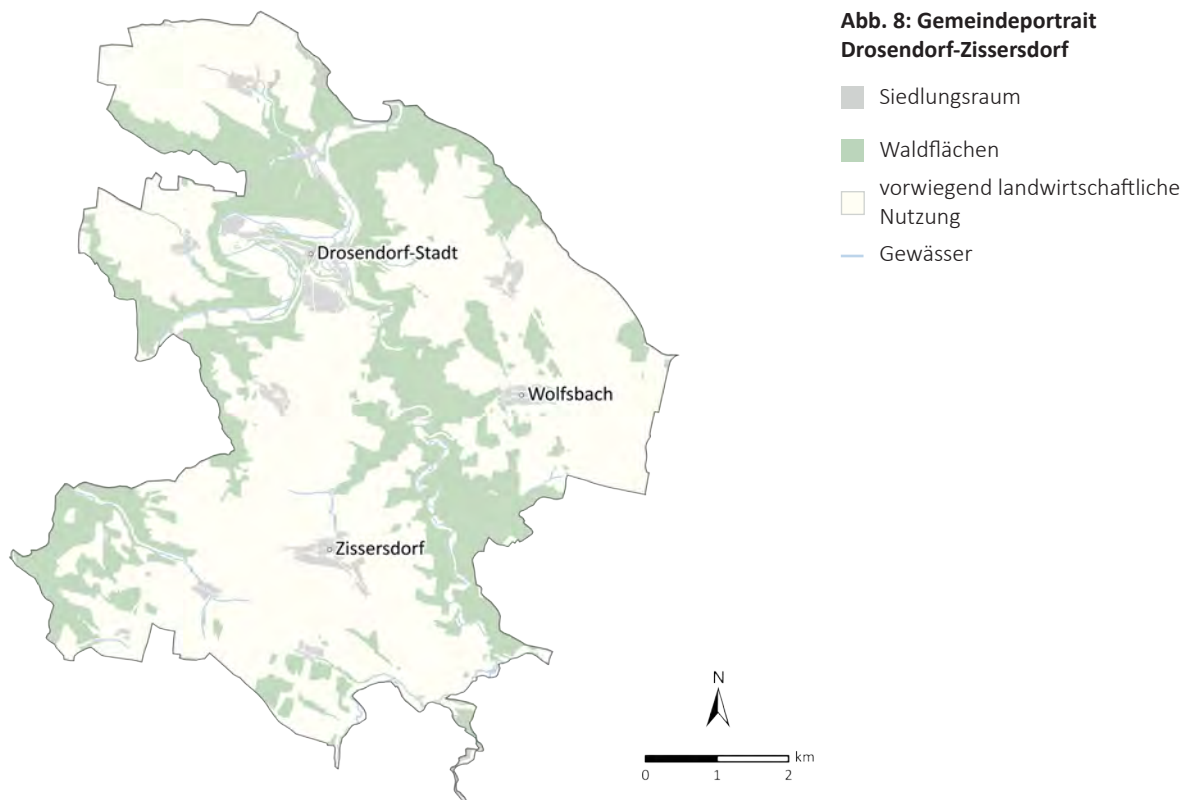 Abb. 8: Gemeindeportrait
Drosendorf-Zissersdorf
Siedlungsraum
Waldflächen
vorwiegend landwirtschaftliche
Nutzung
Gewässer
Drosendorf-Stadt
Wolfsbach
Zissersdorf
N
km
0 1 2